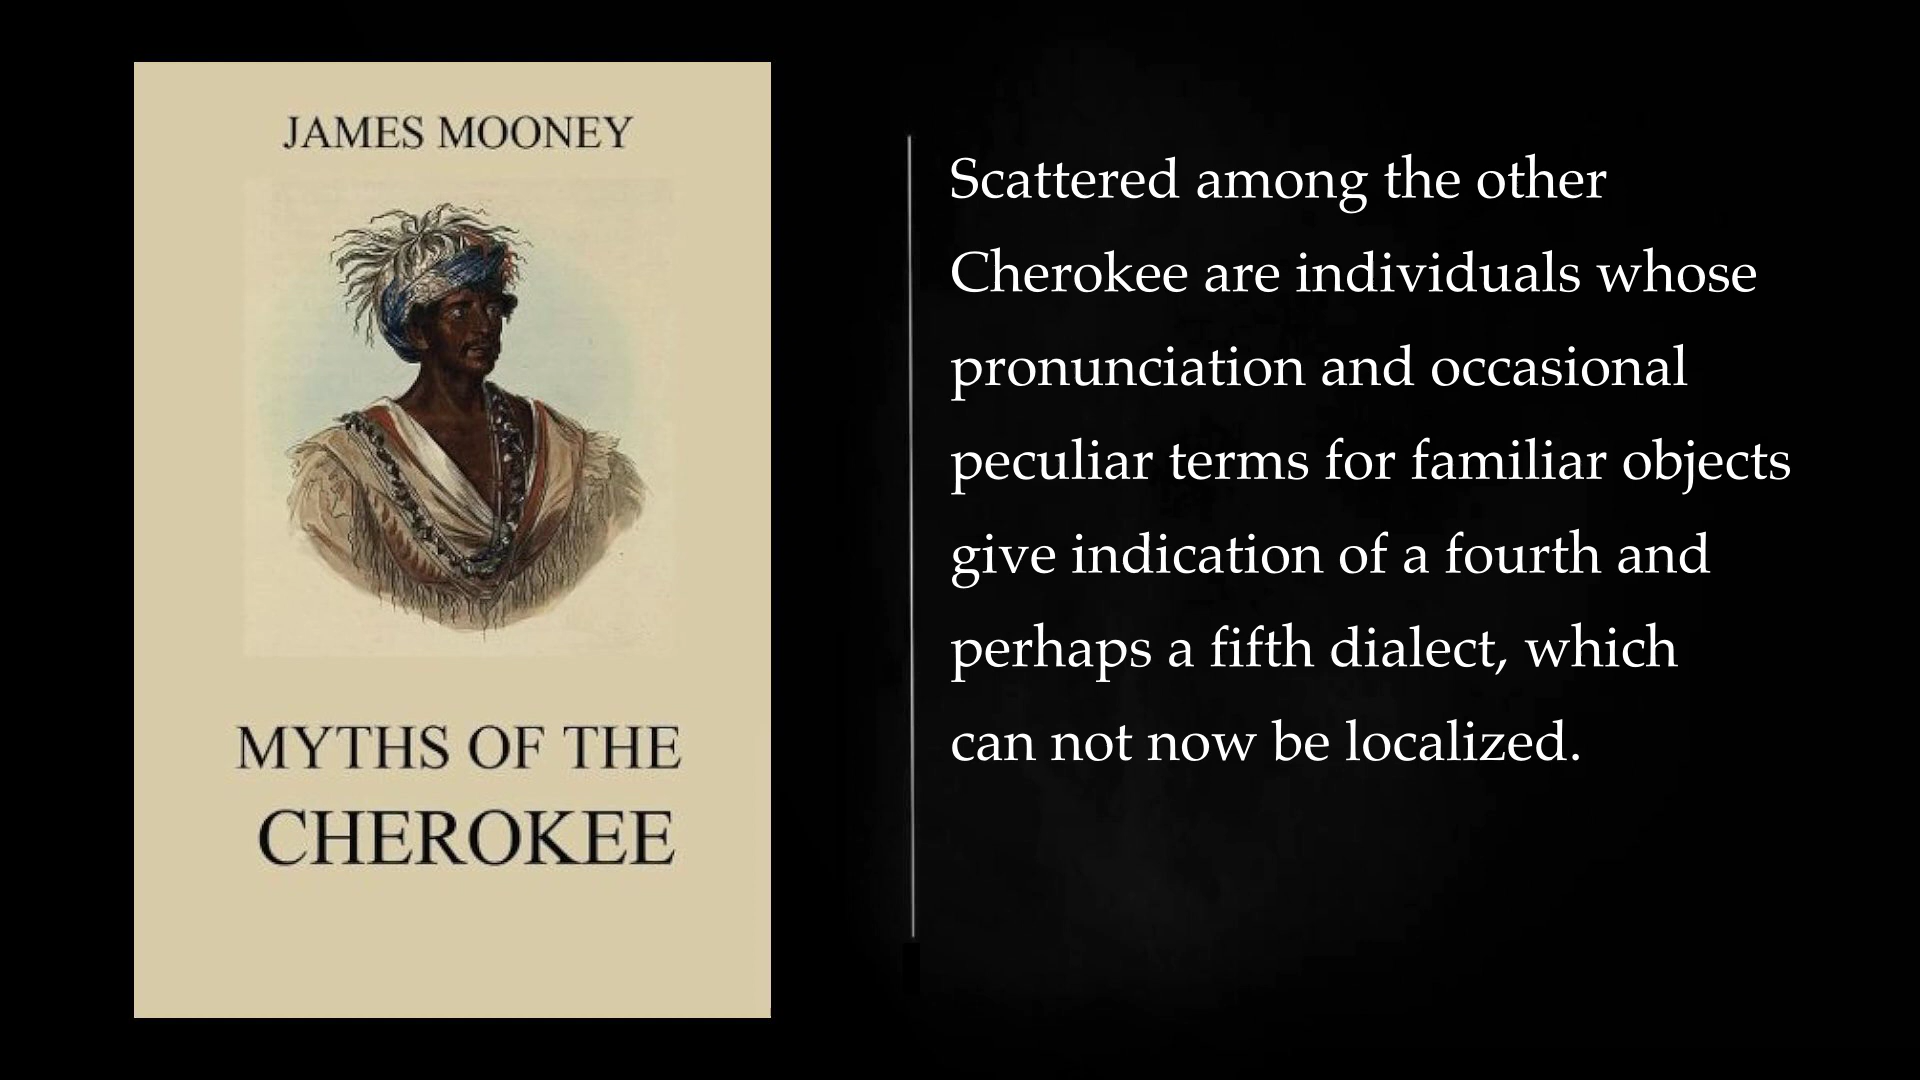 JAMES MOONEY
MYTHS OF THE
CHEROKEE
Scattered among the other
Cherokee are individuals whose
pronunciation and occasional
peculiar terms for familiar objects
give indication of a fourth and
perhaps a fifth dialect, which
can not now be localized.